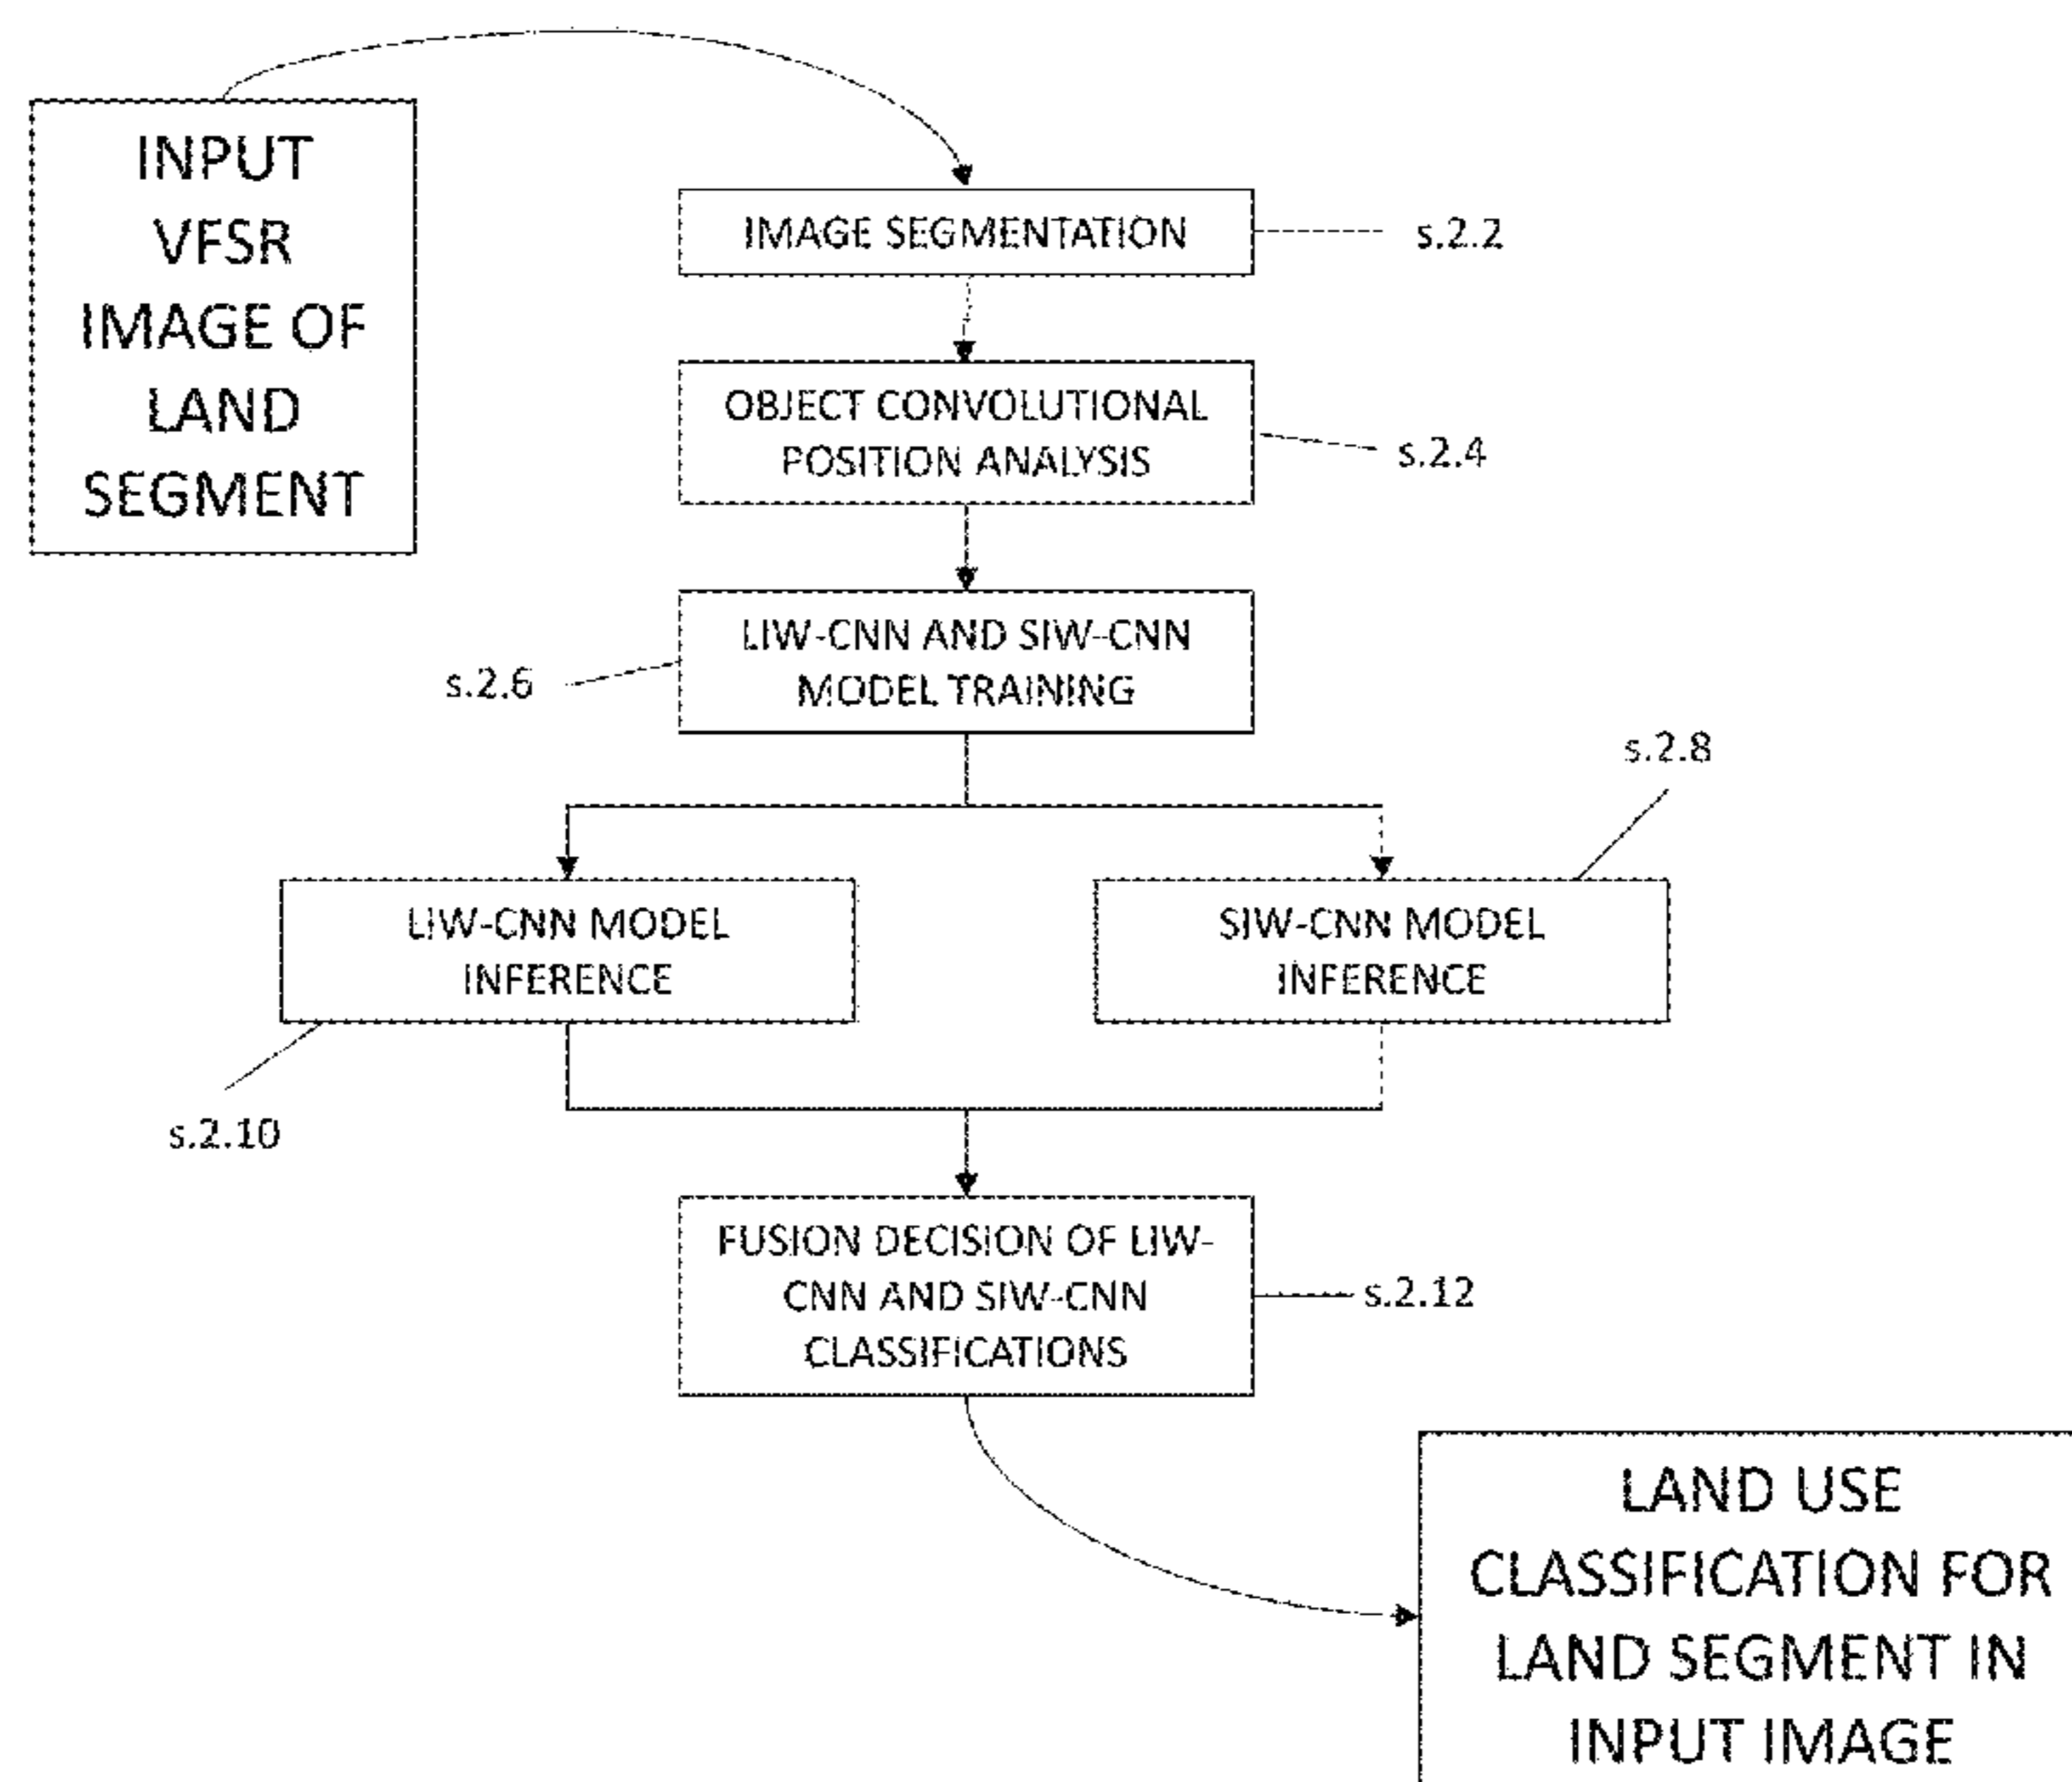 INPUT
VFSR
IMAGE OF
LAND
SEGMENT
IMAGE SEGMENTATION
s.2.2
OBJECT CONVOLUTIONAL
POSITION ANALYSIS
s.2.4
LIW-CNN AND SIW-CNN
MODEL TRAINING
s.2.6
s.2.8
LIW-CNN MODEL
INFERENCE
SIW-CNN MODEL
INFERENCE
s.2.10
FUSION DECISION OF LIW-
CNN AND SIW-CNN
CLASSIFICATIONS
s.2.12
LAND USE
CLASSIFICATION FOR
LAND SEGMENT IN
INPUT IMAGE